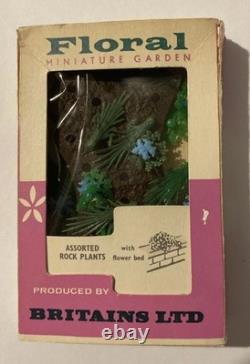 Floral
MINIATURE GARDEN
ASSORTED
ROCK PLANTS
with
flower bed
PRODUCED BY
BRITAINS LTD